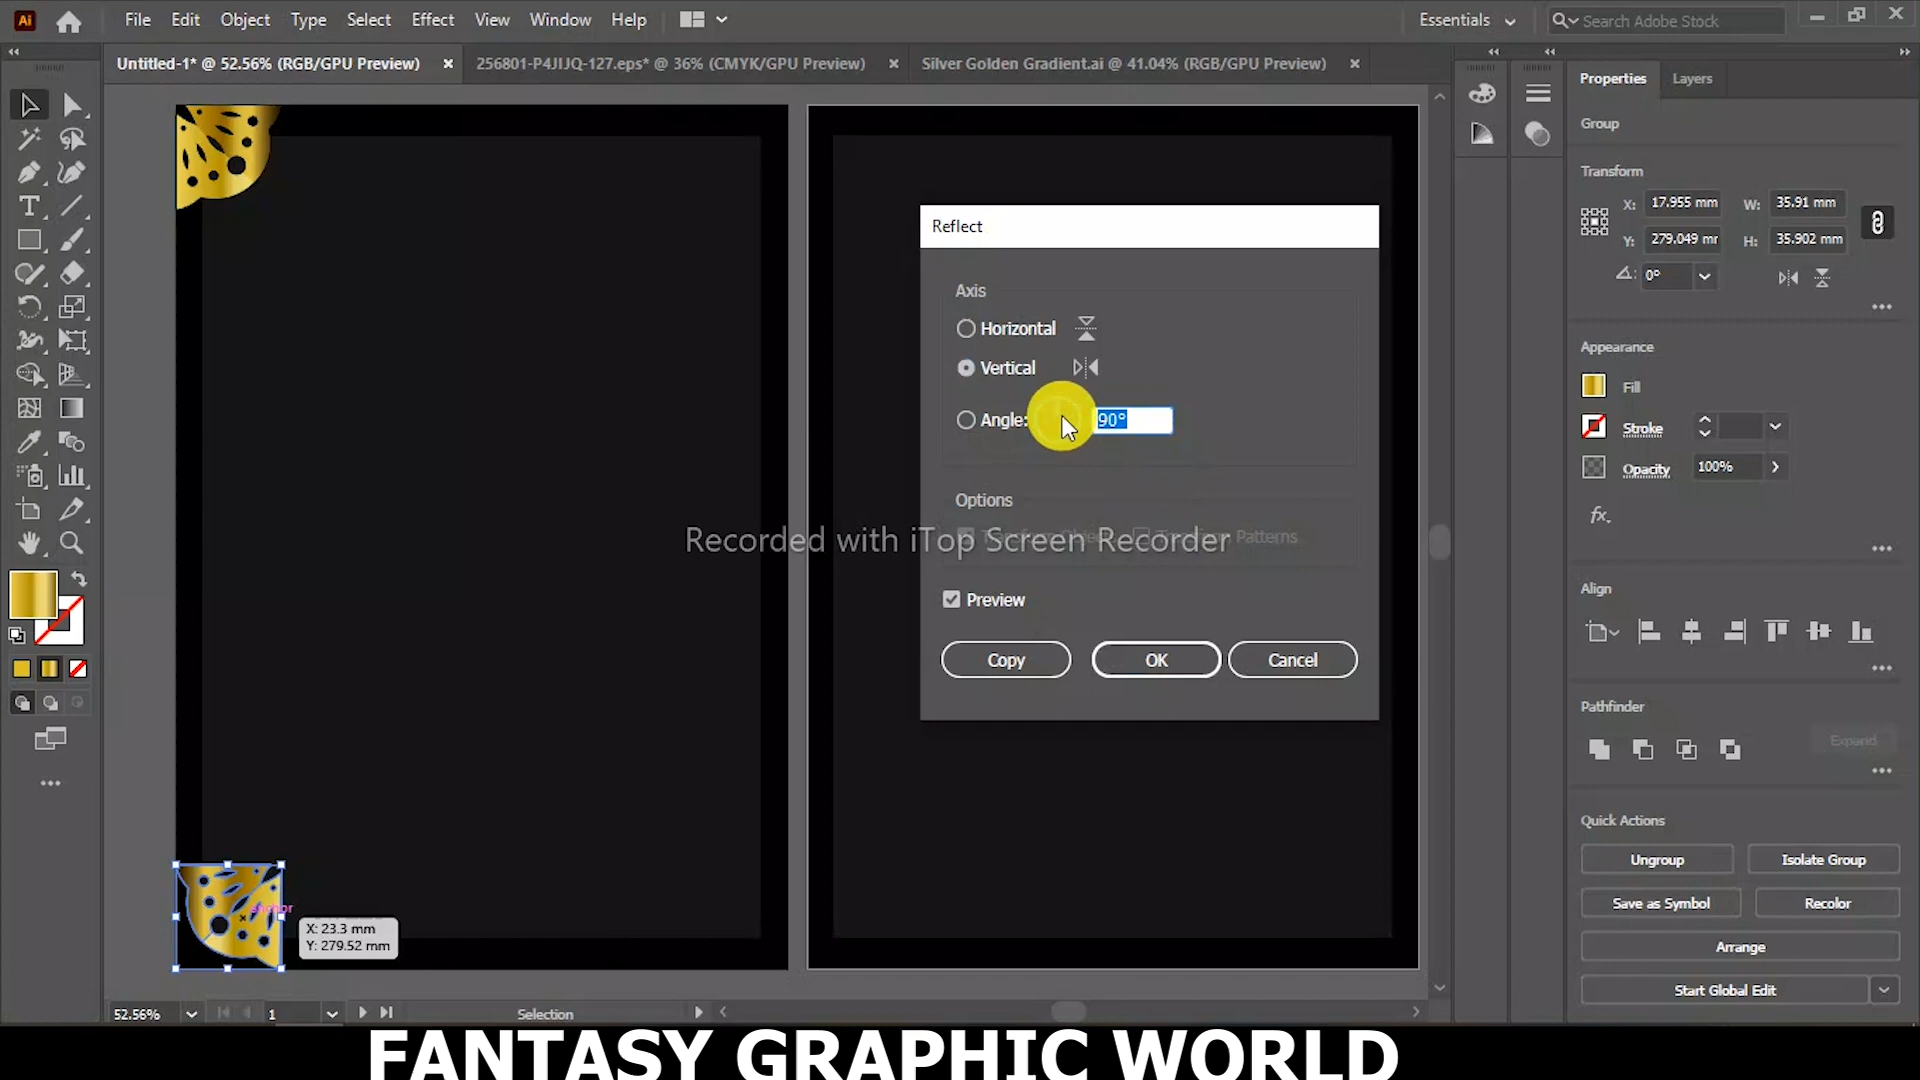 Ai File Edit Object Type Select Effect View Window Help Essentials Search Adobe Stock
Untitled-1* @ 52.56% (RGB/GPU Preview) × 256801-P4JIJQ-127.eps* @ 36% (CMYK/GPU Preview) × Silver Golden Gradient.ai @ 41.04% (RGB/GPU Preview) ×
Properties Layers
Group
Transform
X: 17.955 mm W: 35.91 mm
Y: 279.049 mr H: 35.902 mm
0°
Appearance
Fill
Stroke
Opacity 100%
fx.
Align
Pathfinder
Expand
Quick Actions
Ungroup Isolate Group
Save as Symbol Recolor
Arrange
Start Global Edit
Reflect
Axis
Horizontal
Vertical
Angle: 90°
Options
Transform Patterns
Recorded with iTop Screen Recorder
Preview
Copy OK Cancel
anchor
X: 23.3 mm
Y: 279.52 mm
52.56% 1 Selection
FANTASY GRAPHIC WORLD